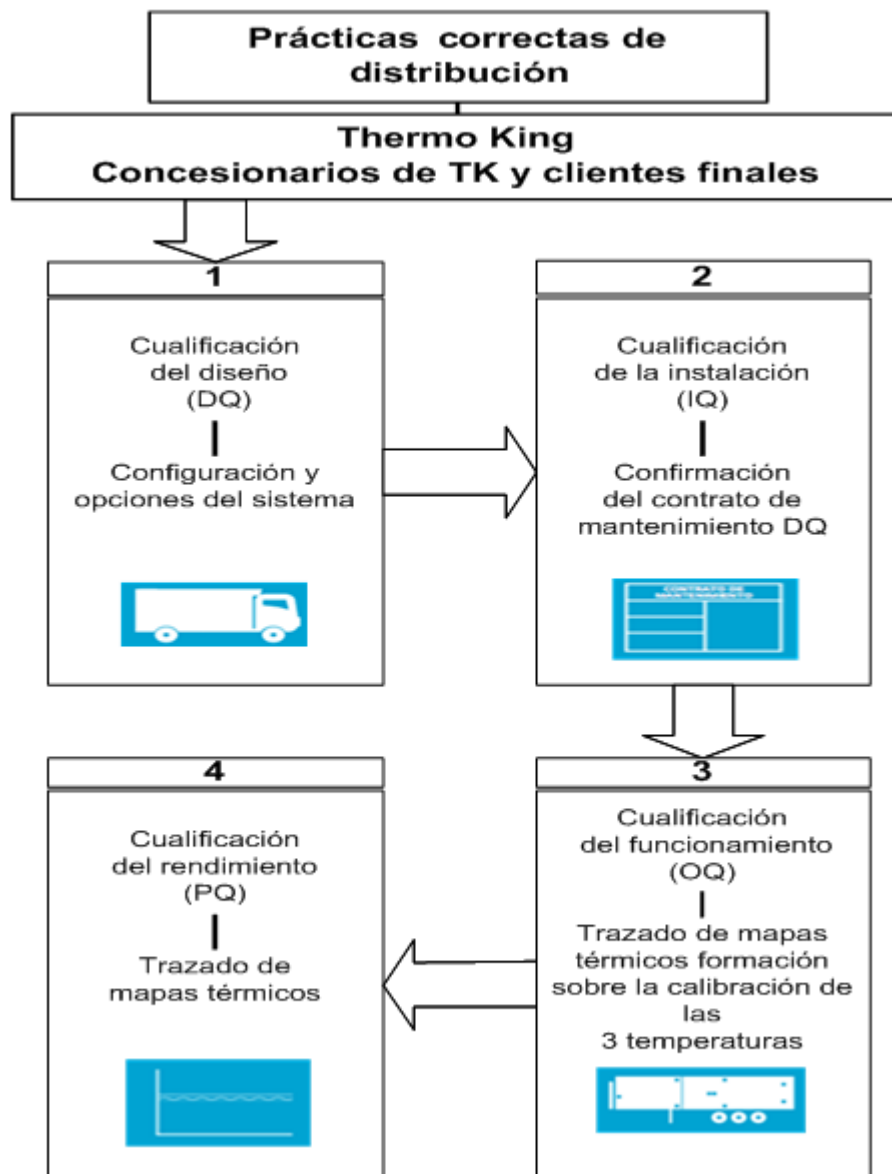 Prácticas correctas de
distribución
Thermo King
Concesionarios de TK y clientes finales
1
Cualificación
del diseño
(DQ)
Configuración y
opciones del sistema
2
Cualificación
de la instalación
(IQ)
Confirmación
del contrato de
mantenimiento DQ
CONTRATO DE
MANTENIMIENTO
3
Cualificación
del funcionamiento
(OQ)
Trazado de mapas
térmicos formación
sobre la calibración de
las
3 temperaturas
4
Cualificación
del rendimiento
(PQ)
Trazado de
mapas térmicos